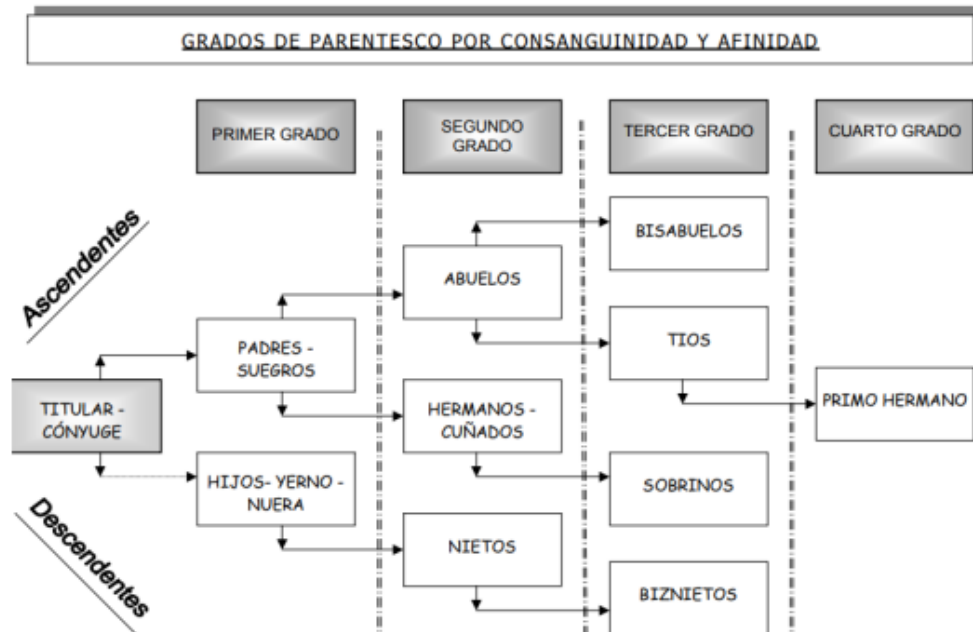 GRADOS DE PARENTESCO POR CONSANGUINIDAD Y AFINIDAD
PRIMER GRADO
SEGUNDO
GRADO
TERCER GRADO
CUARTO GRADO
Ascendentes
BISABUELOS
ABUELOS
PADRES -
SUEGROS
TIOS
TITULAR -
CÓNYUGE
HERMANOS -
CUÑADOS
PRIMO HERMANO
HIJOS- YERNO -
NUERA
SOBRINOS
Descendentes
NIETOS
BIZNIETOS